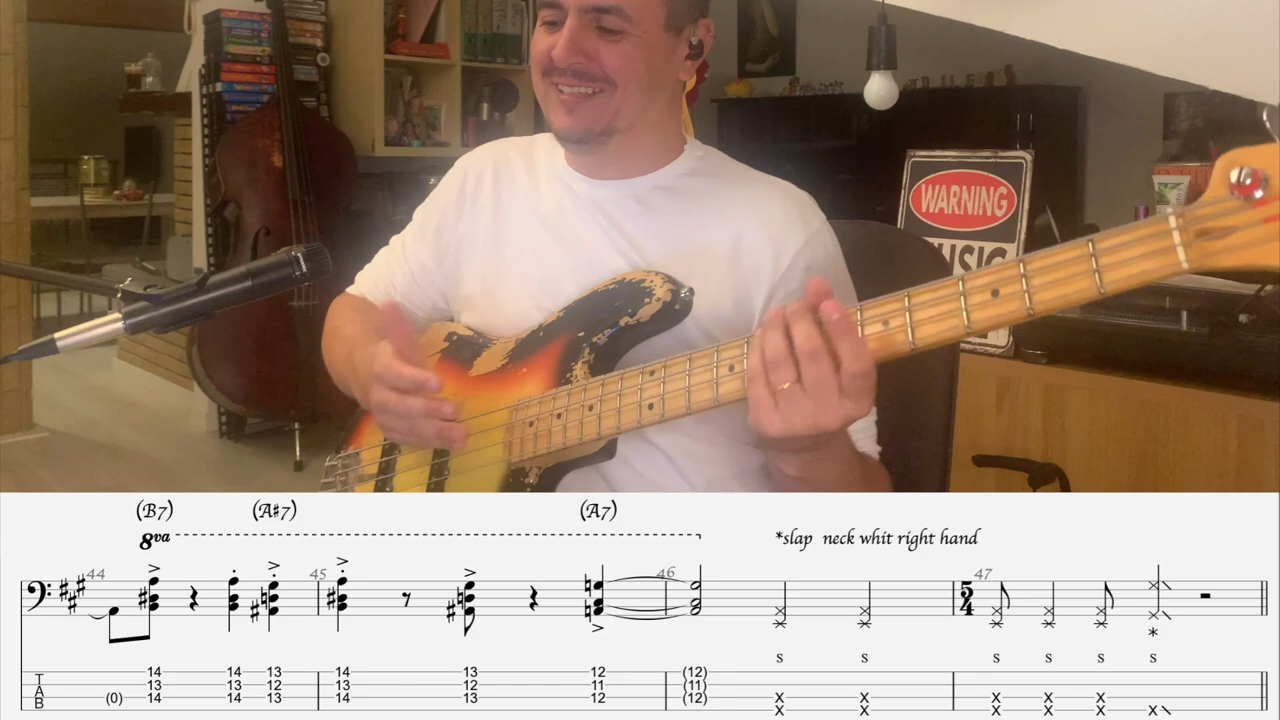 WARNING
MUSIC
(B7) (A#7) (A7)
8va
*slap neck whit right hand
44 45 46 47
5
4
*
s s s s s s
T 14 14 13 14 13 12 (12)
A 13 13 12 13 12 11 (11)
B (0) 14 14 13 14 13 12 (12) X X X X X
X X X X X X